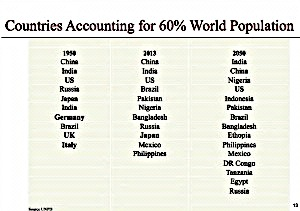 Countries Accounting for 60% World Population
1950 2013 2050
China China India
India India China
US US Nigeria
Russia Brazil US
Japan Pakistan Indonesia
India Nigeria Pakistan
Germany Bangladesh Brazil
Brazil Russia Bangladesh
UK Japan Ethopia
Italy Mexico Philippines
Philippines Mexico
DR Congo
Tanzania
Egypt
Russia
Source UNPD